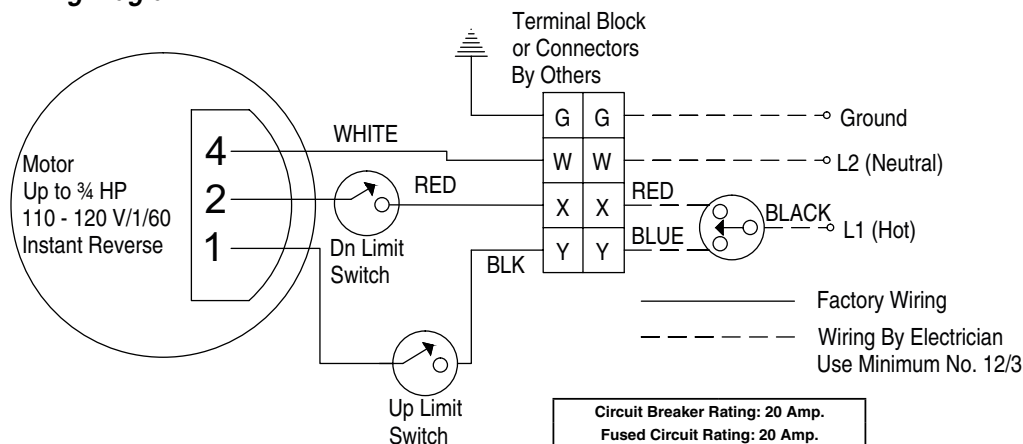 Terminal Block
or Connectors
By Others
G G
Ground
WHITE
4
W W
L2 (Neutral)
Motor
Up to ¾ HP
110 - 120 V/1/60
Instant Reverse
2
RED
X X
RED
BLACK
L1 (Hot)
1
Dn Limit
Switch
BLK
Y Y
BLUE
Factory Wiring
Wiring By Electrician
Use Minimum No. 12/3
Up Limit
Switch
Circuit Breaker Rating: 20 Amp.
Fused Circuit Rating: 20 Amp.